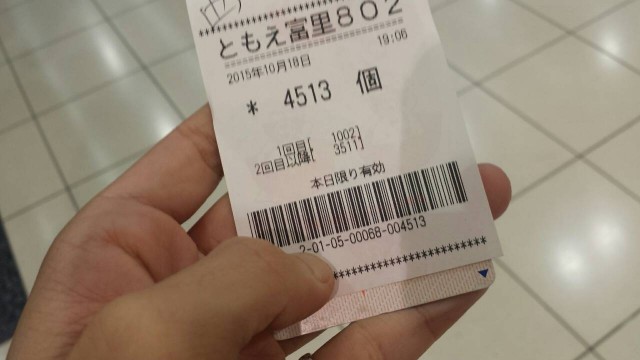 ともえ富里802
2015年10月18日 19:06
* 4513 個
1回目[ 1002]
2回目以降[ 3511]
本日限り有効
2-01-05-00068-004513